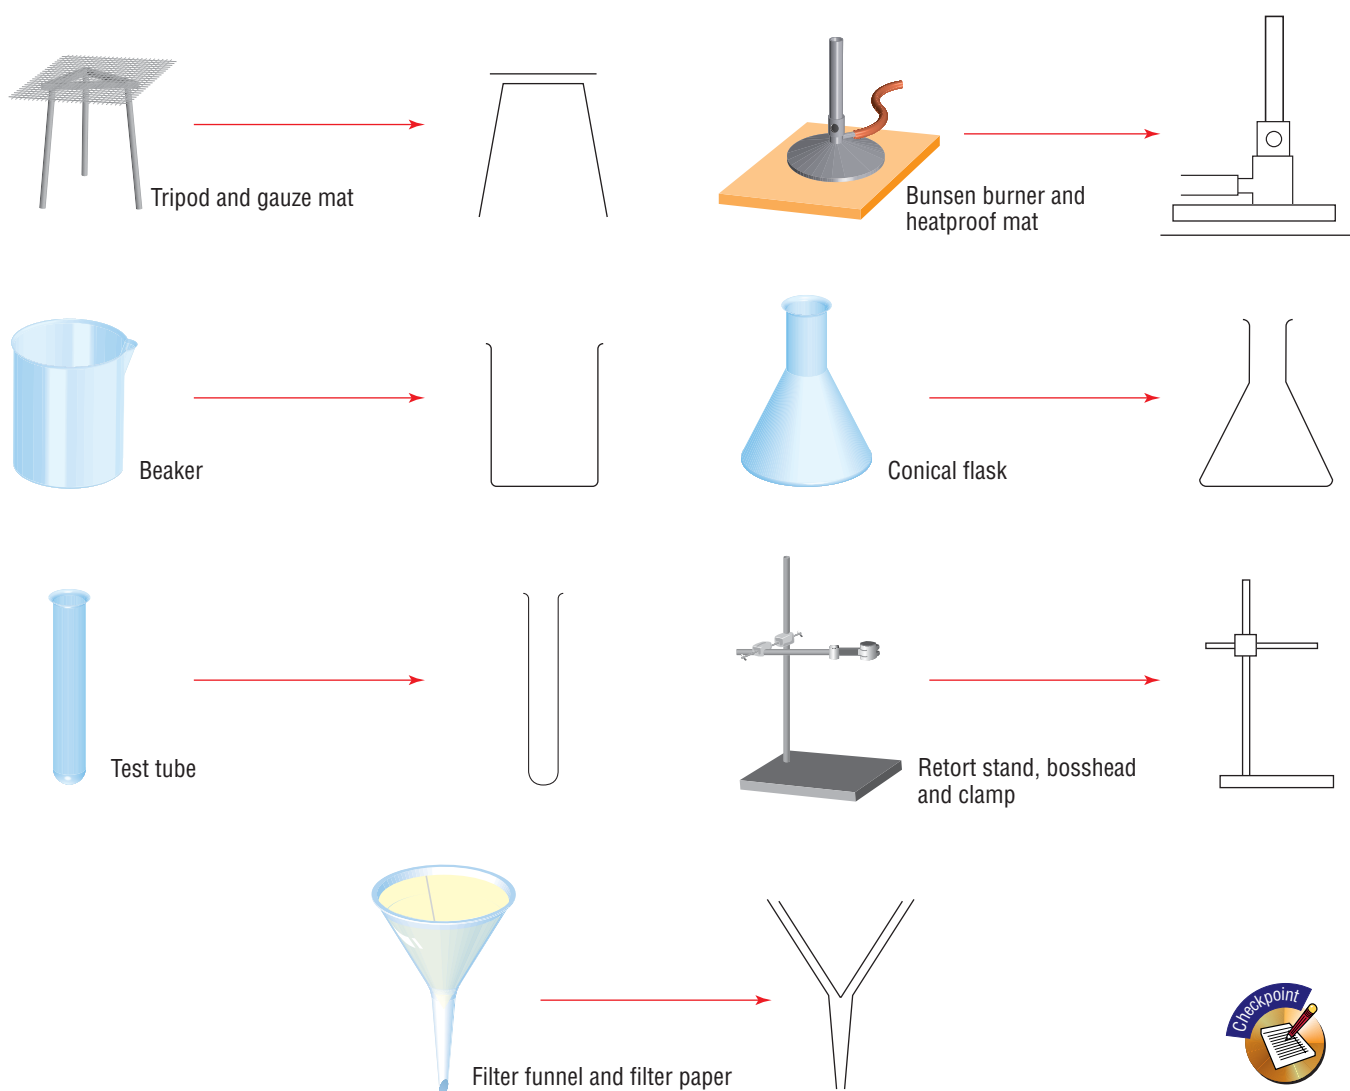 Tripod and gauze mat
Bunsen burner and
heatproof mat
Beaker
Conical flask
Test tube
Retort stand, bosshead
and clamp
Filter funnel and filter paper
Checkpoint